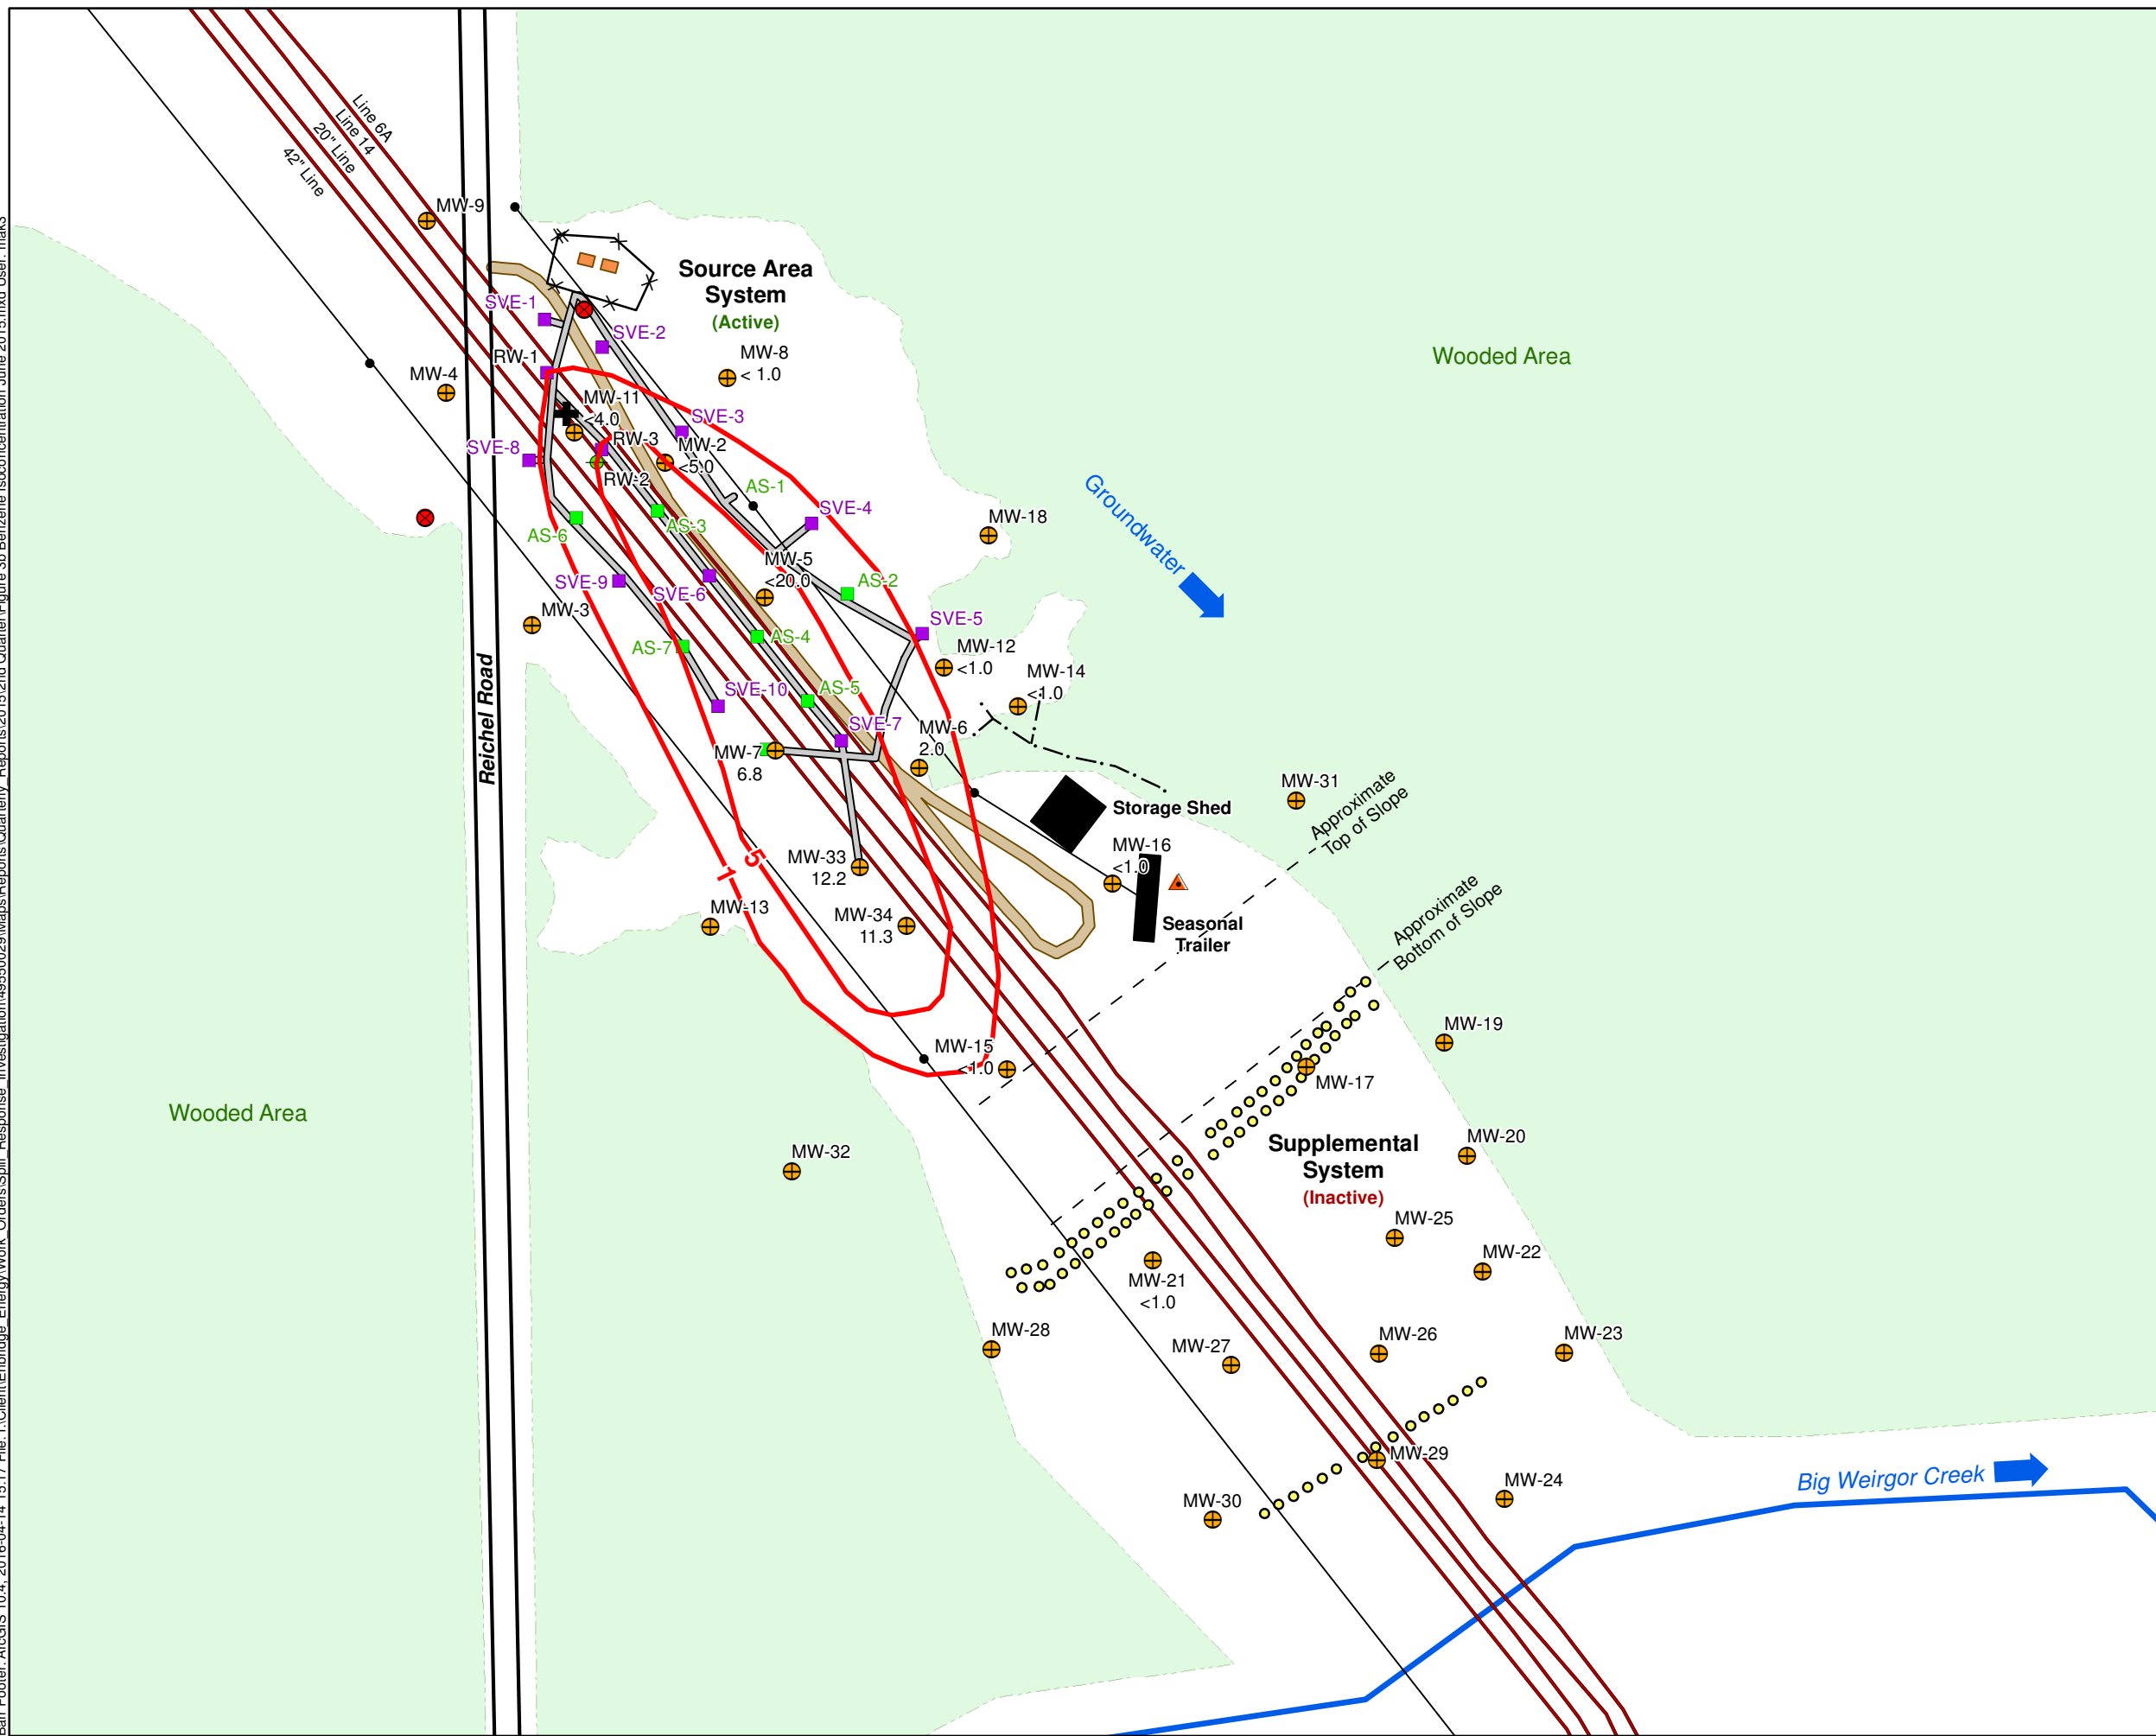 Line 6A
Line 14
20" Line
42" Line
MW-9
Source Area
System
(Active)
SVE-1
SVE-2
MW-8
< 1.0
RW-1
MW-4
MW-11
<4.0
SVE-3
RW-3
MW-2
<5.0
SVE-8
RW-2
AS-1
SVE-4
AS-3
AS-6
MW-18
Groundwater
MW-5
<20.0
AS-2
SVE-9
SVE-6
MW-3
SVE-5
AS-4
AS-7
MW-12
<1.0
MW-14
<1.0
SVE-10
AS-5
SVE-7
MW-6
2.0
MW-7
6.8
Reichel Road
Wooded Area
MW-31
Approximate
Top of Slope
Storage Shed
MW-16
<1.0
MW-33
12.2
5
1
MW-13
MW-34
11.3
Seasonal
Trailer
Approximate
Bottom of Slope
MW-15
<1.0
MW-19
MW-17
Wooded Area
MW-32
Supplemental
System
(Inactive)
MW-20
MW-25
MW-22
MW-21
<1.0
MW-28
MW-27
MW-26
MW-23
MW-29
MW-24
MW-30
Big Weirgor Creek